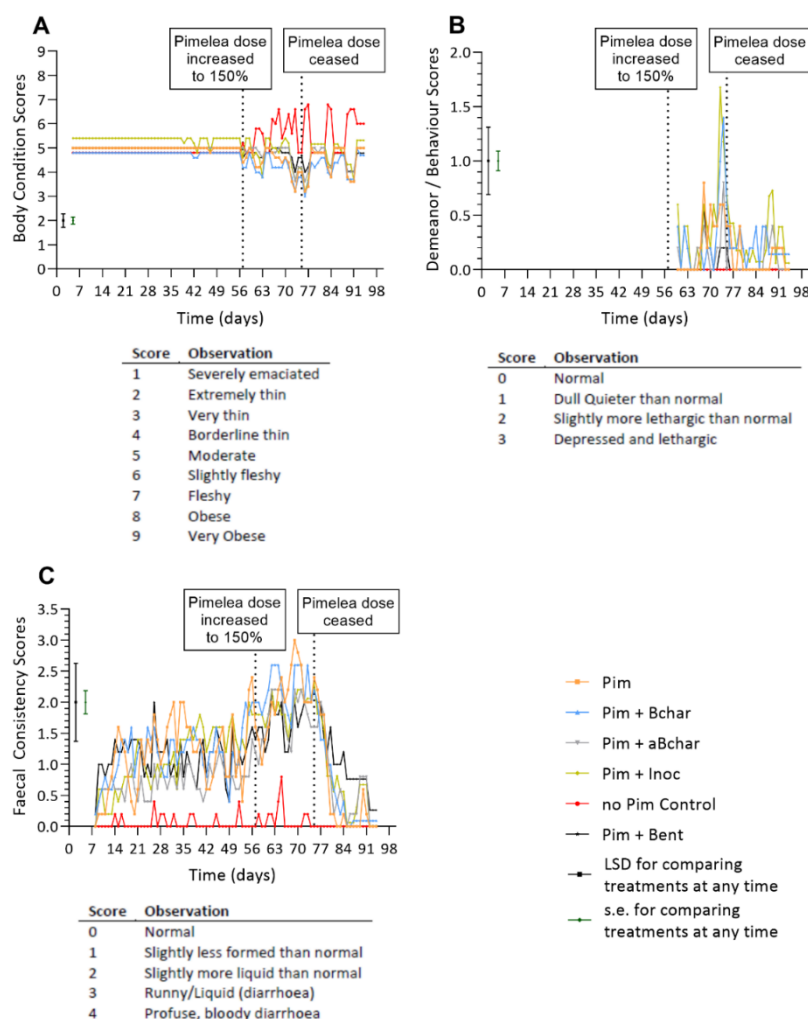 A
Pimelea dose
increased
to 150%
Pimelea dose
ceased
Body Condition Scores
9
8
7
6
5
4
3
2
1
0
0 7 14 21 28 35 42 49 56 63 70 77 84 91 98
Time (days)
Score Observation
1 Severely emaciated
2 Extremely thin
3 Very thin
4 Borderline thin
5 Moderate
6 Slightly fleshy
7 Fleshy
8 Obese
9 Very Obese
B
Pimelea dose
increased
to 150%
Pimelea dose
ceased
Demeanor / Behaviour Scores
2.0
1.5
1.0
0.5
0.0
0 7 14 21 28 35 42 49 56 63 70 77 84 91 98
Time (days)
Score Observation
0 Normal
1 Dull Quieter than normal
2 Slightly more lethargic than normal
3 Depressed and lethargic
C
Pimelea dose
increased
to 150%
Pimelea dose
ceased
Faecal Consistency Scores
3.5
3.0
2.5
2.0
1.5
1.0
0.5
0.0
0 7 14 21 28 35 42 49 56 63 70 77 84 91 98
Time (days)
Score Observation
0 Normal
1 Slightly less formed than normal
2 Slightly more liquid than normal
3 Runny/Liquid (diarrhoea)
4 Profuse, bloody diarrhoea
Pim
Pim + Bchar
Pim + aBchar
Pim + Inoc
no Pim Control
Pim + Bent
LSD for comparing
treatments at any time
s.e. for comparing
treatments at any time